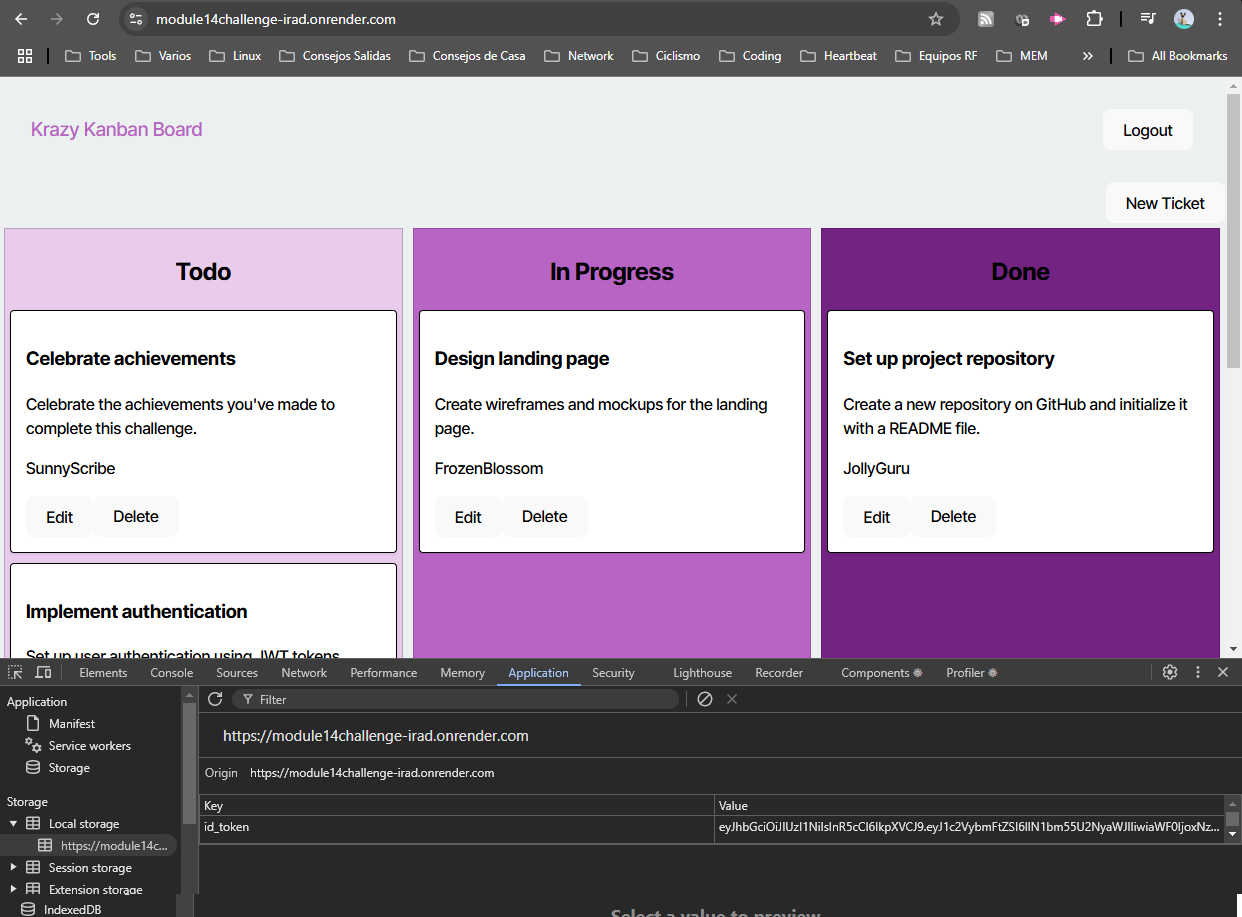 module14challenge-irad.onrender.com
Tools Varios Linux Consejos Salidas Consejos de Casa Network Ciclismo Coding Heartbeat Equipos RF MEM » All Bookmarks
Krazy Kanban Board
Logout
New Ticket
Todo In Progress Done
Celebrate achievements
Celebrate the achievements you've made to
complete this challenge.
SunnyScribe
Edit Delete
Implement authentication
Set up user authentication using JWT tokens
Design landing page
Create wireframes and mockups for the landing
page.
FrozenBlossom
Edit Delete
Set up project repository
Create a new repository on GitHub and initialize it
with a README file.
JollyGuru
Edit Delete
Elements Console Sources Network Performance Memory Application Security Lighthouse Recorder Components Profiler
Application
Manifest
Service workers
Storage
Storage
Local storage
https://module14c...
Session storage
Extension storage
IndexedDB
Filter
https://module14challenge-irad.onrender.com
Origin https://module14challenge-irad.onrender.com
Key Value
id_token
Select a value to preview